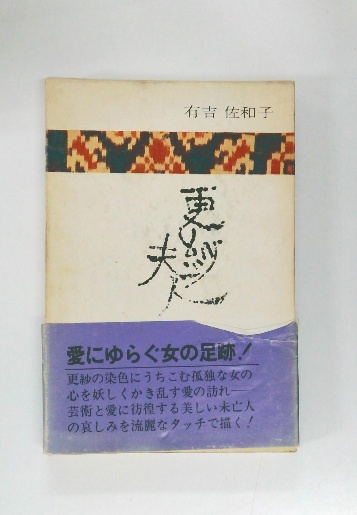 有吉 佐和子
更紗
夫人
愛にゆらぐ女の足跡!
更紗の染色にうちこむ孤独な女の
心を妖しくかき乱す愛の訪れ—
芸術と愛に彷徨する美しい未亡人
の哀しみを流麗なタッチで描く!